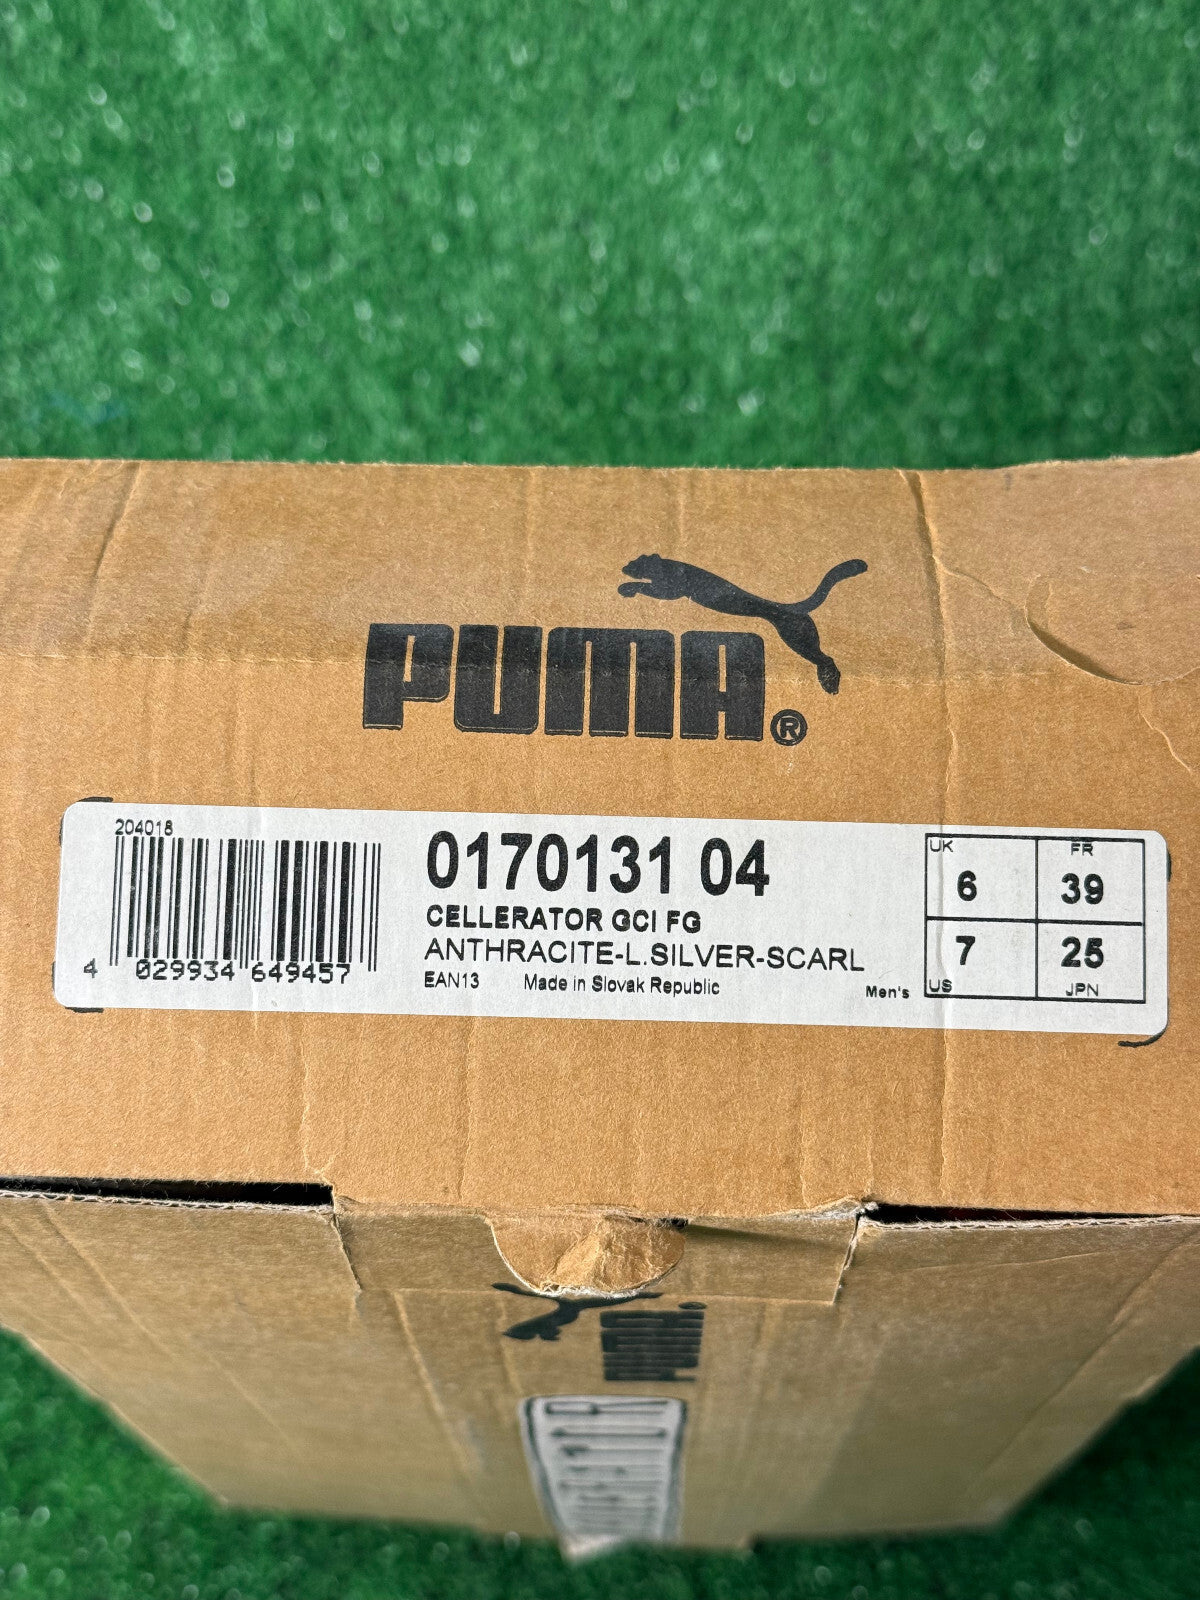 PUMA®
204018
4 029934 649457
0170131 04
CELLERATOR GCI FG
ANTHRACITE-L.SILVER-SCARL
EAN13 Made in Slovak Republic
Men's
UK 6
FR 39
7 US
25 JPN
PUMA